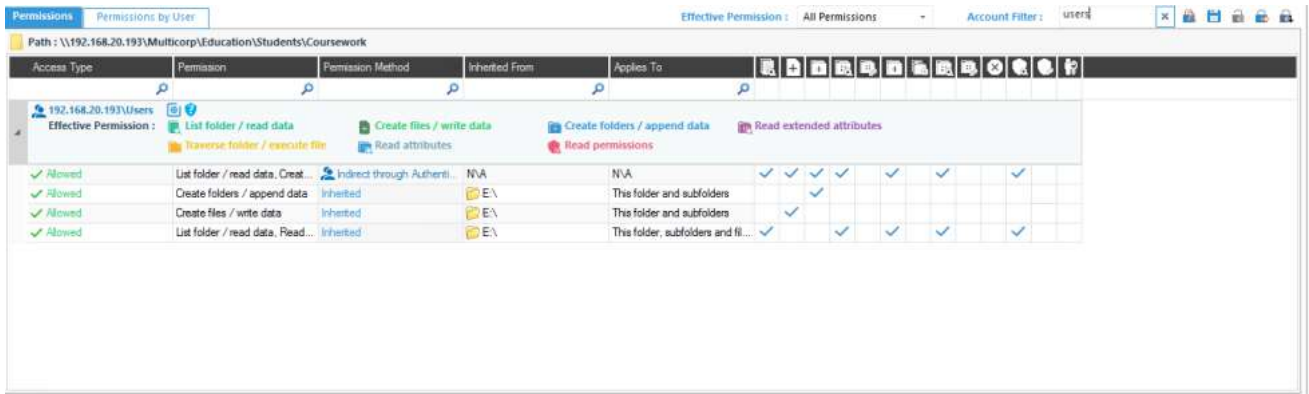 Permissions Permissions by User Effective Permission : All Permissions Account Filter : users
Path : \\192.168.20.193\Multicorp\Education\Students\Coursework
Access Type Permission Permission Method Inherited From Applies To
192.168.20.193\Users
Effective Permission : List folder / read data Create files / write data Create folders / append data Read extended attributes
Traverse folder / execute file Read attributes Read permissions
Allowed List folder / read data, Creat... Indirect through Authenti... N\A N\A
Allowed Create folders / append data Inherited E:\ This folder and subfolders
Allowed Create files / write data Inherited E:\ This folder and subfolders
Allowed List folder / read data, Read... Inherited E:\ This folder, subfolders and fil...